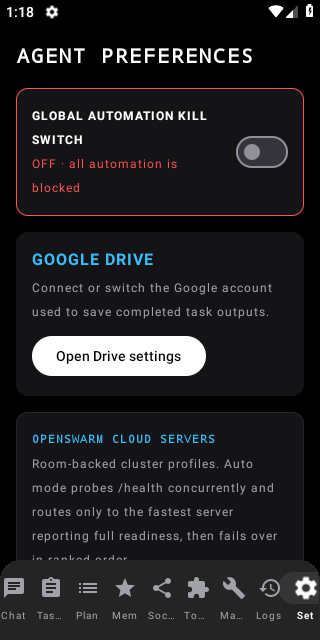 1:18
AGENT PREFERENCES
GLOBAL AUTOMATION KILL
SWITCH
OFF · all automation is
blocked
GOOGLE DRIVE
Connect or switch the Google account
used to save completed task outputs.
Open Drive settings
OPENSWARM CLOUD SERVERS
Room-backed cluster profiles. Auto
mode probes /health concurrently and
routes only to the fastest server
reporting full readiness, then fails over
in ranked order.
Chat Tas… Plan Mem Soc… To… Ma… Logs Set